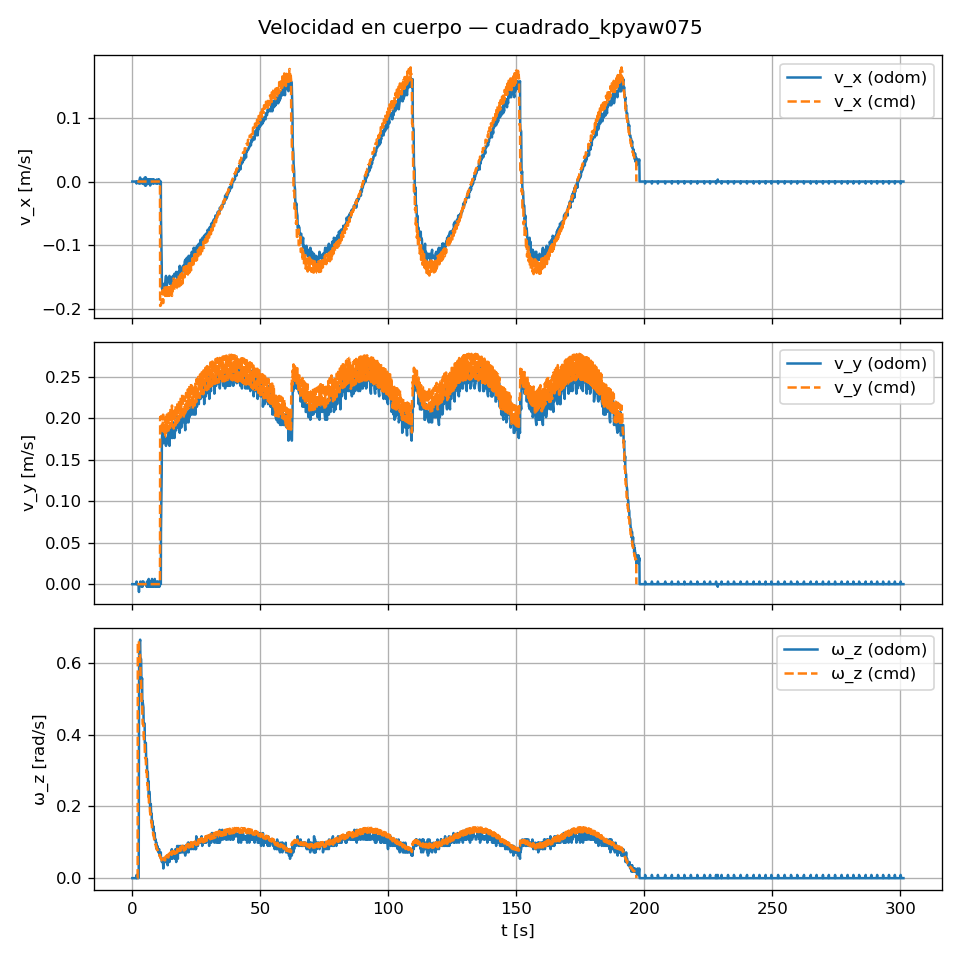 Velocidad en cuerpo — cuadrado_kpyaw075
v_x [m/s]
0.1
0.0
−0.1
−0.2
v_x (odom)
v_x (cmd)
v_y [m/s]
0.25
0.20
0.15
0.10
0.05
0.00
v_y (odom)
v_y (cmd)
ω_z [rad/s]
0.6
0.4
0.2
0.0
ω_z (odom)
ω_z (cmd)
0 50 100 150 200 250 300
t [s]